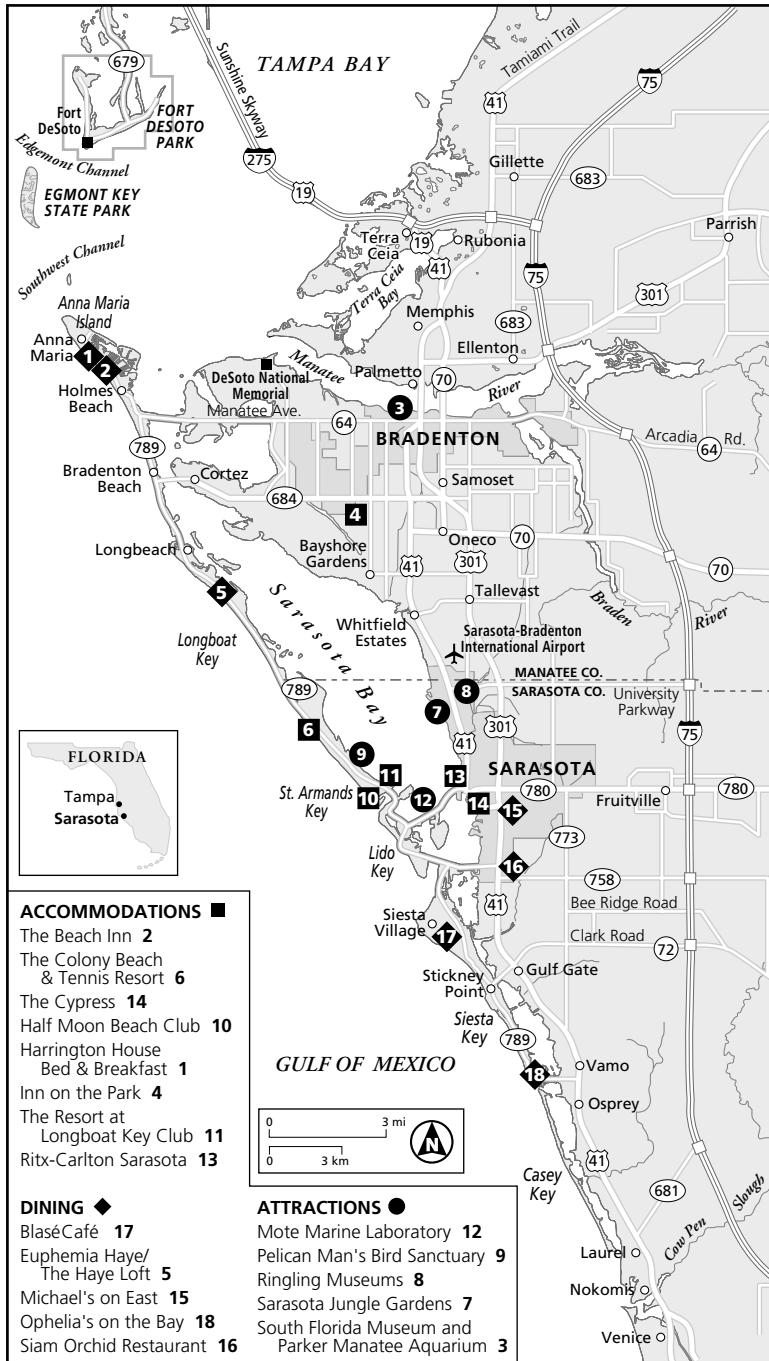 TAMPA BAY
Tamiami Trail
Sunshine Skyway
679
Fort
DeSoto
FORT
DESOTO
PARK
Edgemont Channel
EGMONT KEY
STATE PARK
Southwest Channel
275
19
41
75
Gillette
683
Parrish
Terra
Ceia
19
Rubonia
41
75
Terra Ceia
Bay
301
Memphis
683
Ellenton
Anna Maria
Island
Anna
Maria
1
2
Holmes
Beach
DeSoto National
Memorial
Manatee Ave.
Manatee
River
Palmetto
70
3
64
BRADENTON
Arcadia Rd.
64
789
Bradenton
Beach
Cortez
684
4
Samoset
Longbeach
Bayshore
Gardens
Oneco
70
41
301
70
5
Tallevast
Braden
River
Longboat
Key
Sarasota Bay
Whitfield
Estates
Sarasota-Bradenton
International Airport
MANATEE CO.
SARASOTA CO.
University
Parkway
789
8
7
301
75
6
41
9
11
13
SARASOTA
St. Armands
Key
10
12
14
15
780
Fruitville
780
773
Lido
Key
16
758
Bee Ridge Road
41
Siesta
Village
17
Clark Road
72
Stickney
Point
Gulf Gate
Siesta
Key
789
GULF OF MEXICO
18
Vamo
Osprey
0
3 mi
0
3 km
N
Casey
Key
41
681
Cow Pen Slough
Laurel
Nokomis
Venice
FLORIDA
Tampa
Sarasota
ACCOMMODATIONS ■
The Beach Inn 2
The Colony Beach
& Tennis Resort 6
The Cypress 14
Half Moon Beach Club 10
Harrington House
Bed & Breakfast 1
Inn on the Park 4
The Resort at
Longboat Key Club 11
Ritx-Carlton Sarasota 13
DINING ◆
BlaséCafé 17
Euphemia Haye/
The Haye Loft 5
Michael's on East 15
Ophelia's on the Bay 18
Siam Orchid Restaurant 16
ATTRACTIONS ●
Mote Marine Laboratory 12
Pelican Man's Bird Sanctuary 9
Ringling Museums 8
Sarasota Jungle Gardens 7
South Florida Museum and
Parker Manatee Aquarium 3